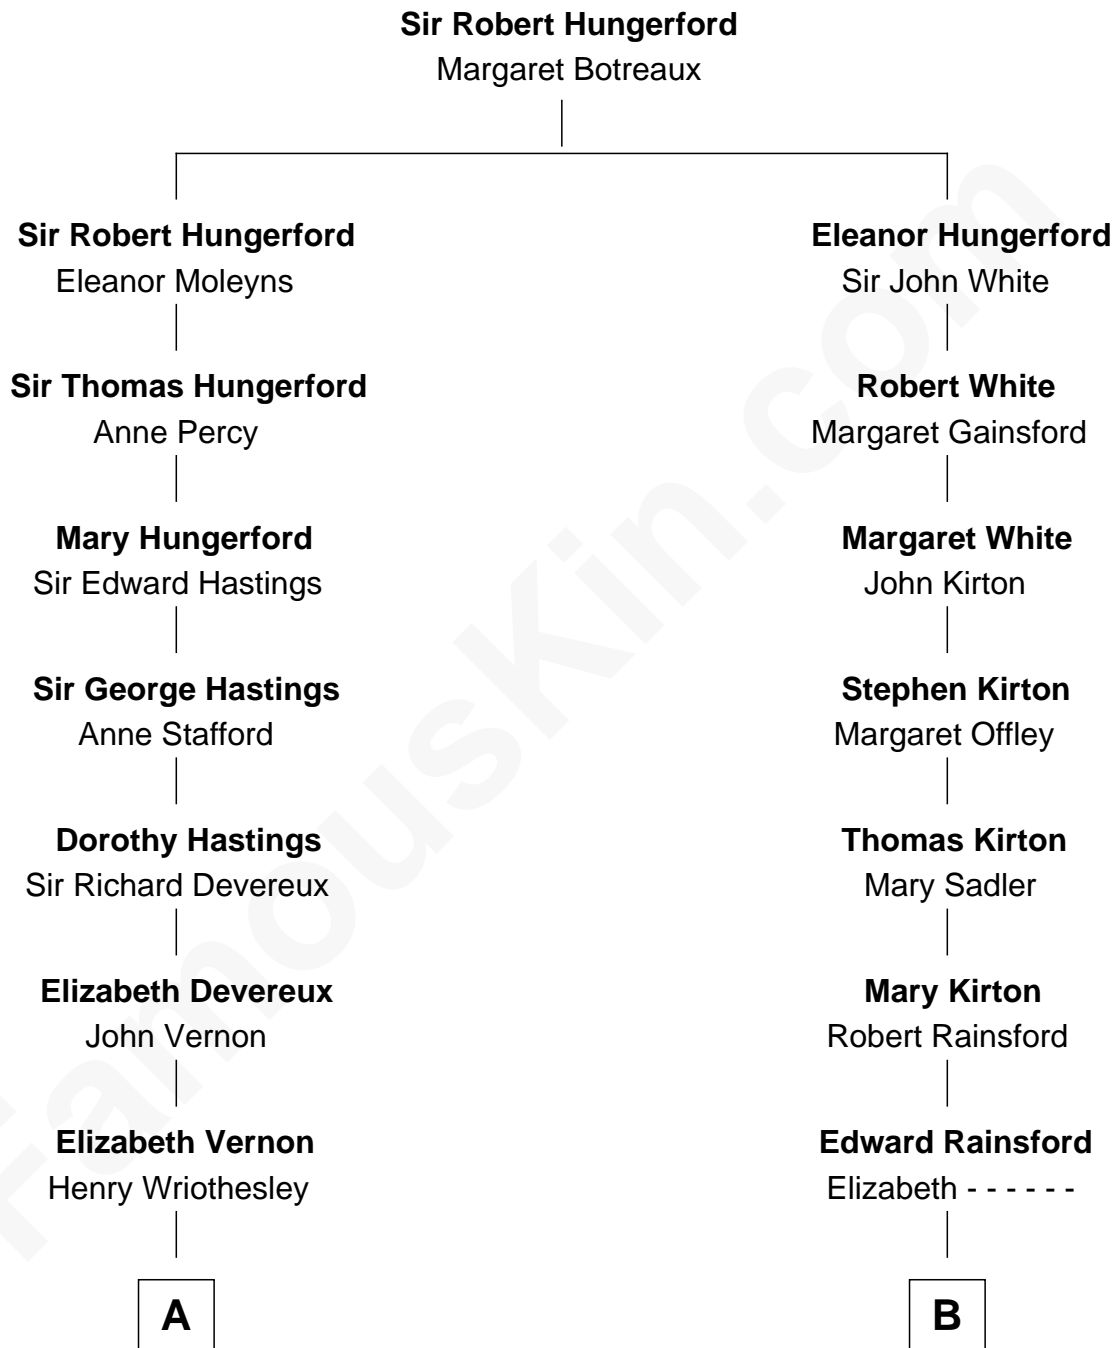 Sir Robert Hungerford
Margaret Botreaux
Sir Robert Hungerford
Eleanor Moleyns
Eleanor Hungerford
Sir John White
Sir Thomas Hungerford
Anne Percy
Robert White
Margaret Gainsford
Mary Hungerford
Sir Edward Hastings
Margaret White
John Kirton
Sir George Hastings
Anne Stafford
Stephen Kirton
Margaret Offley
Dorothy Hastings
Sir Richard Devereux
Thomas Kirton
Mary Sadler
Elizabeth Devereux
John Vernon
Mary Kirton
Robert Rainsford
Elizabeth Vernon
Henry Wriothesley
Edward Rainsford
Elizabeth - - - - - -
A
B
FamousKin.com